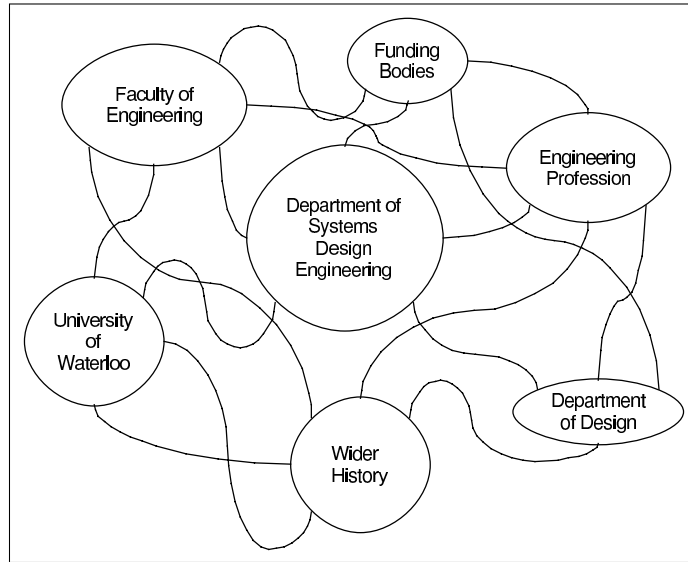 Funding
Bodies
Faculty of
Engineering
Engineering
Profession
Department of
Systems
Design
Engineering
University
of
Waterloo
Department
of Design
Wider
History